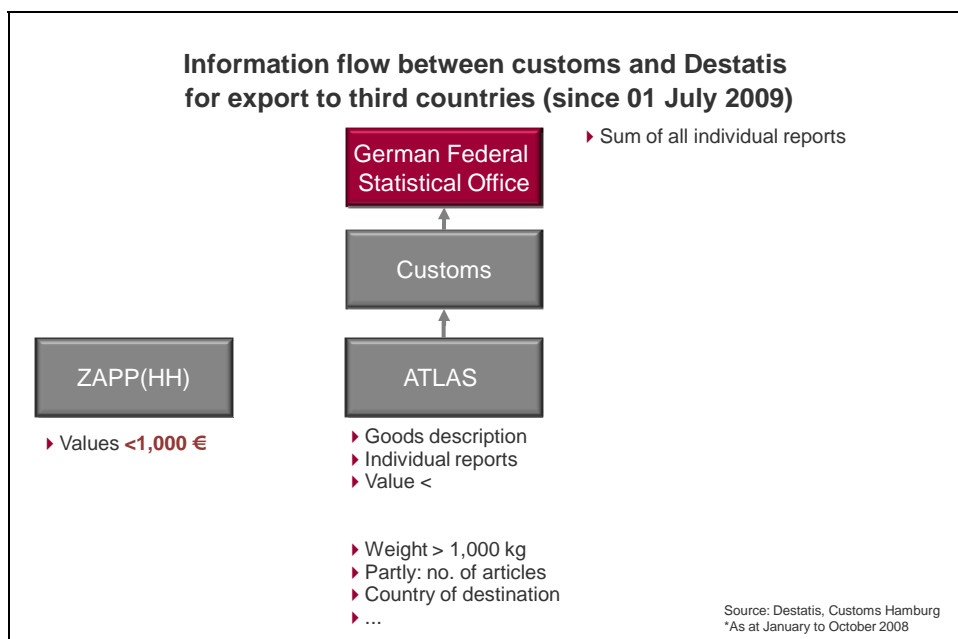 Information flow between customs and Destatis
for export to third countries (since 01 July 2009)
German Federal
Statistical Office
Sum of all individual reports
Customs
ZAPP(HH)
ATLAS
Values <1,000 €
Goods description
Individual reports
Value <
Weight > 1,000 kg
Partly: no. of articles
Country of destination
...
Source: Destatis, Customs Hamburg
*As at January to October 2008